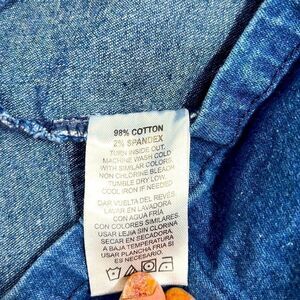 98% COTTON
2% SPANDEX
TURN INSIDE OUT.
MACHINE WASH COLD
WITH SIMILAR COLORS.
NON CHLORINE BLEACH
TUMBLE DRY LOW.
COOL IRON IF NEEDED
DAR VUELTA DEL REVÉS
LAVAR EN LAVADORA
CON AGUA FRIA
CON COLORES SIMILARES.
USAR LEJIA SIN GLORINA
SECAR EN SECADORA.
A BAJA TEMPERATURA
USAR PLANCHA FRIA SI
ES NECESARIO.